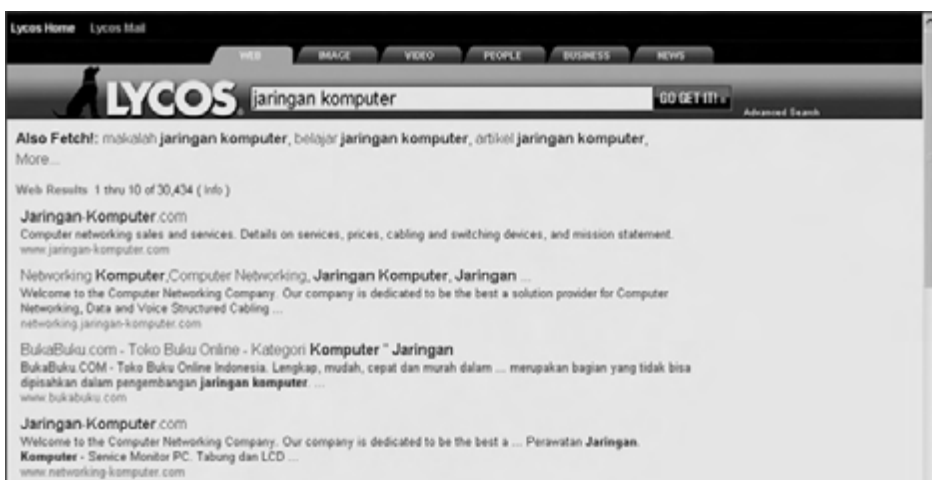 Lycos Home Lycos Mail
WEB IMAGE VIDEO PEOPLE BUSINESS NEWS
LYCOS jaringan komputer GO GET IT! »
Advanced Search
Also Fetch!: makalah jaringan komputer, belajar jaringan komputer, artikel jaringan komputer,
More...
Web Results 1 thru 10 of 30,434 ( Info )
Jaringan-Komputer.com
Computer networking sales and services. Details on services, prices, cabling and switching devices, and mission statement.
www.jaringan-komputer.com
Networking Komputer,Computer Networking, Jaringan Komputer, Jaringan ...
Welcome to the Computer Networking Company. Our company is dedicated to be the best a solution provider for Computer
Networking, Data and Voice Structured Cabling ...
networking.jaringan-komputer.com
BukaBuku.com - Toko Buku Online - Kategori Komputer " Jaringan
BukaBuku.COM - Toko Buku Online Indonesia. Lengkap, mudah, cepat dan murah dalam ... merupakan bagian yang tidak bisa
dipisahkan dalam pengembangan jaringan komputer. ...
www.bukabuku.com
Jaringan-Komputer.com
Welcome to the Computer Networking Company. Our company is dedicated to be the best a ... Perawatan Jaringan.
Komputer - Service Monitor PC. Tabung dan LCD ...
www.networking-komputer.com